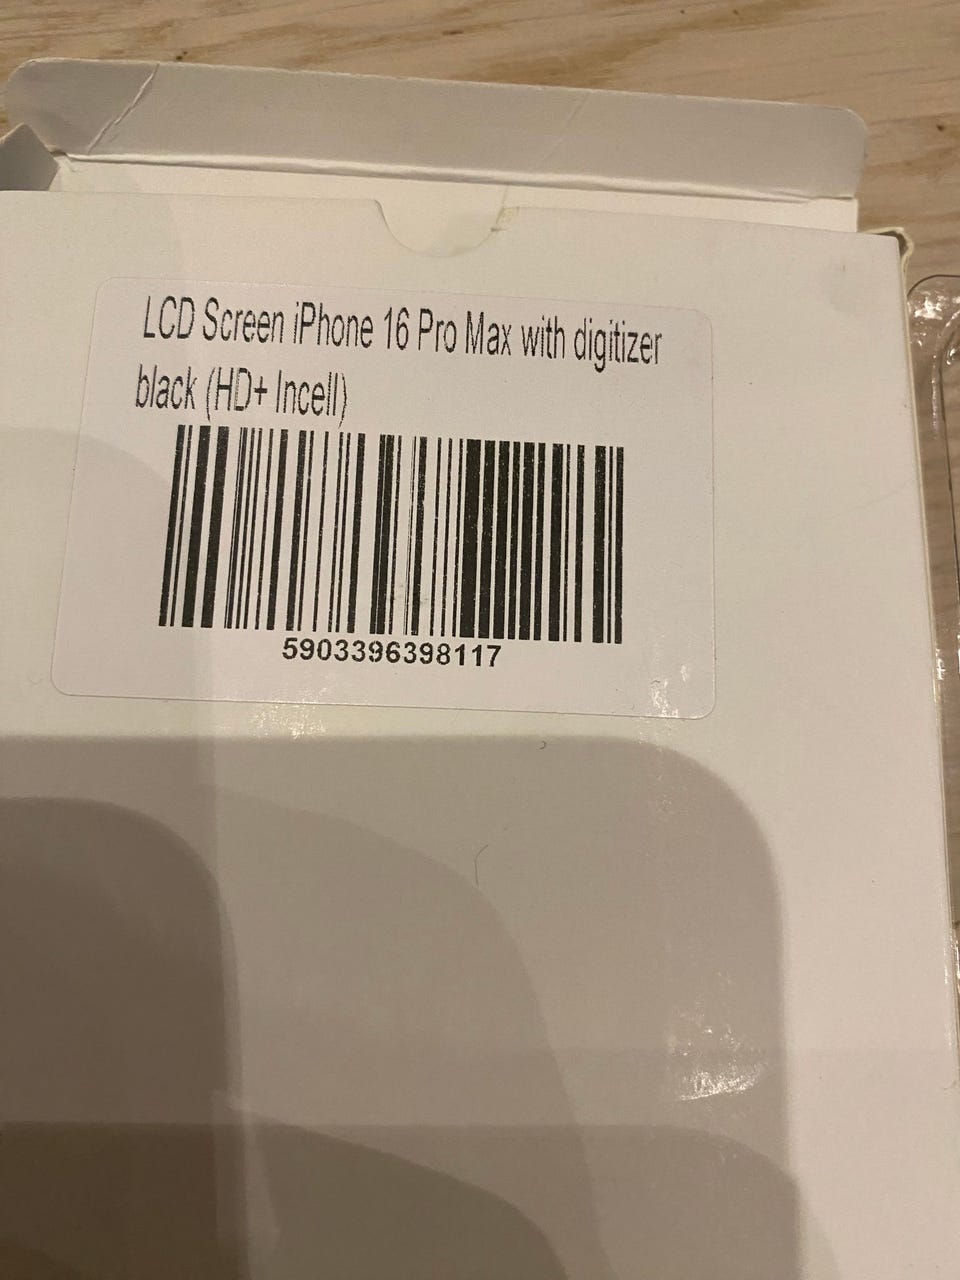 LCD Screen iPhone 16 Pro Max with digitizer
black (HD+ Incell)
5903396398117